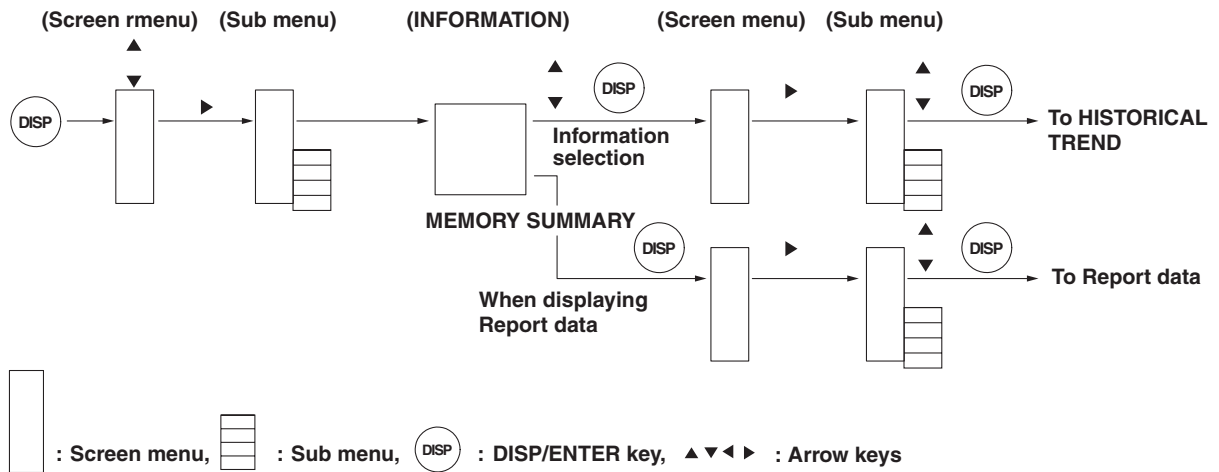 (Screen rmenu) (Sub menu) (INFORMATION) (Screen menu) (Sub menu)
DISP
DISP
DISP
Information
selection
To HISTORICAL
TREND
MEMORY SUMMARY
DISP
DISP
When displaying
Report data
To Report data
: Screen menu, : Sub menu, DISP : DISP/ENTER key, ▲▼◀ ▶ : Arrow keys